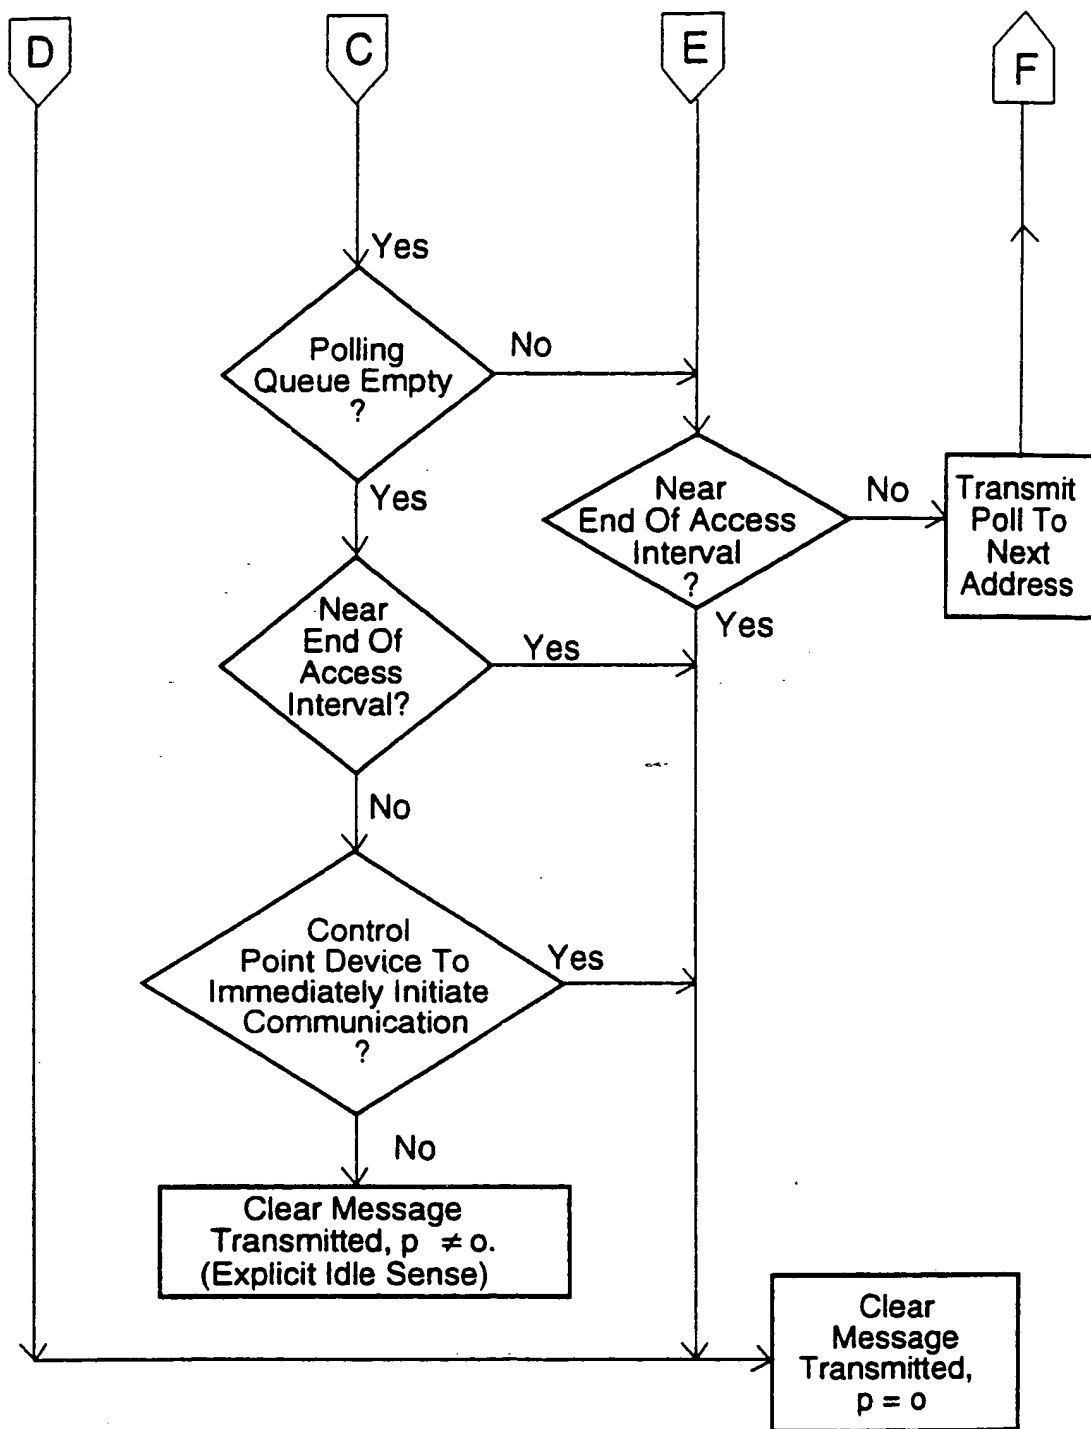 D
C
E
F
Yes
Polling
Queue Empty
?
No
Yes
Near
End Of Access
Interval
?
No
Transmit
Poll To
Next
Address
Yes
Near
End Of
Access
Interval?
Yes
No
Control
Point Device To
Immediately Initiate
Communication
?
Yes
No
Clear Message
Transmitted, p ≠ o.
(Explicit Idle Sense)
Clear
Message
Transmitted,
p = o